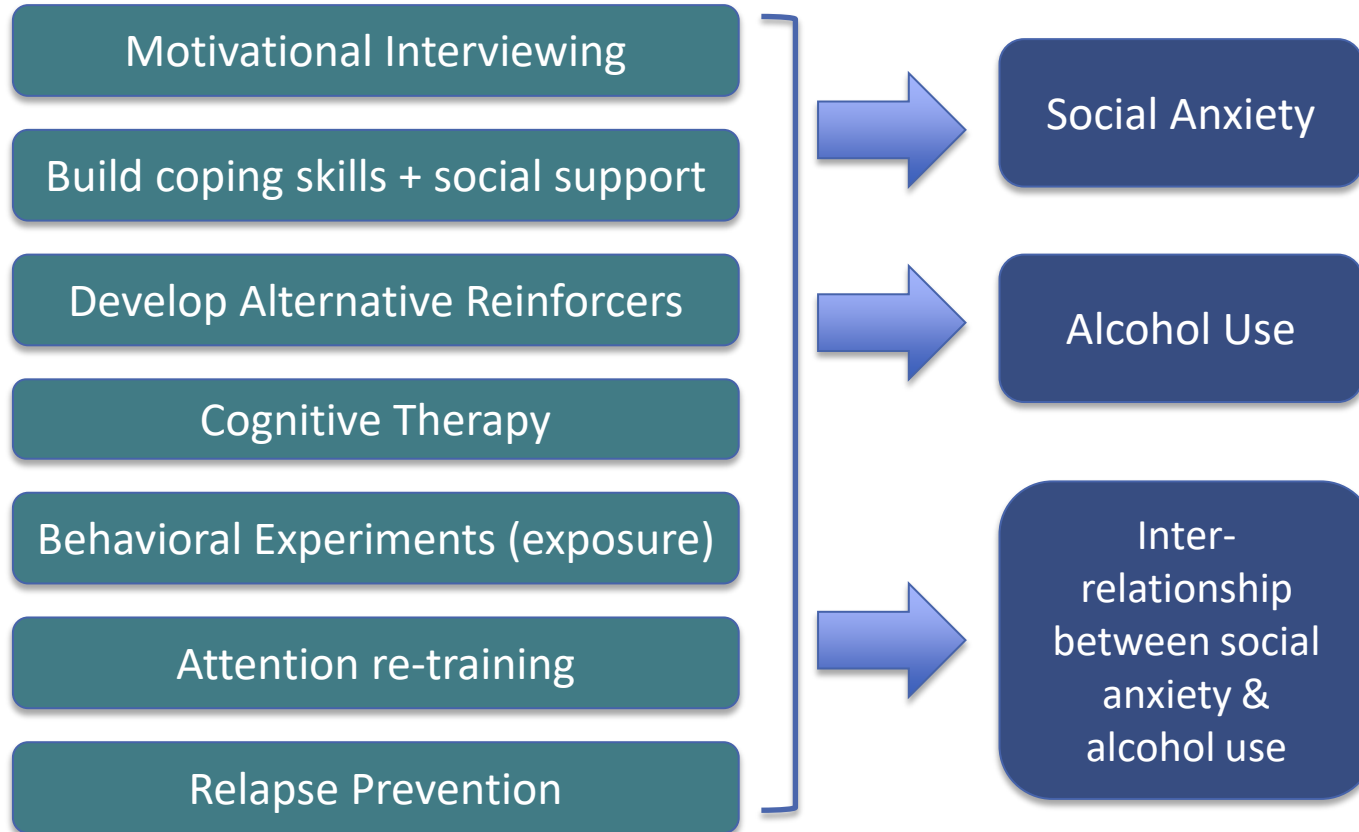 Motivational Interviewing
Build coping skills + social support
Develop Alternative Reinforcers
Cognitive Therapy
Behavioral Experiments (exposure)
Attention re-training
Relapse Prevention
Social Anxiety
Alcohol Use
Inter-
relationship
between social
anxiety &
alcohol use